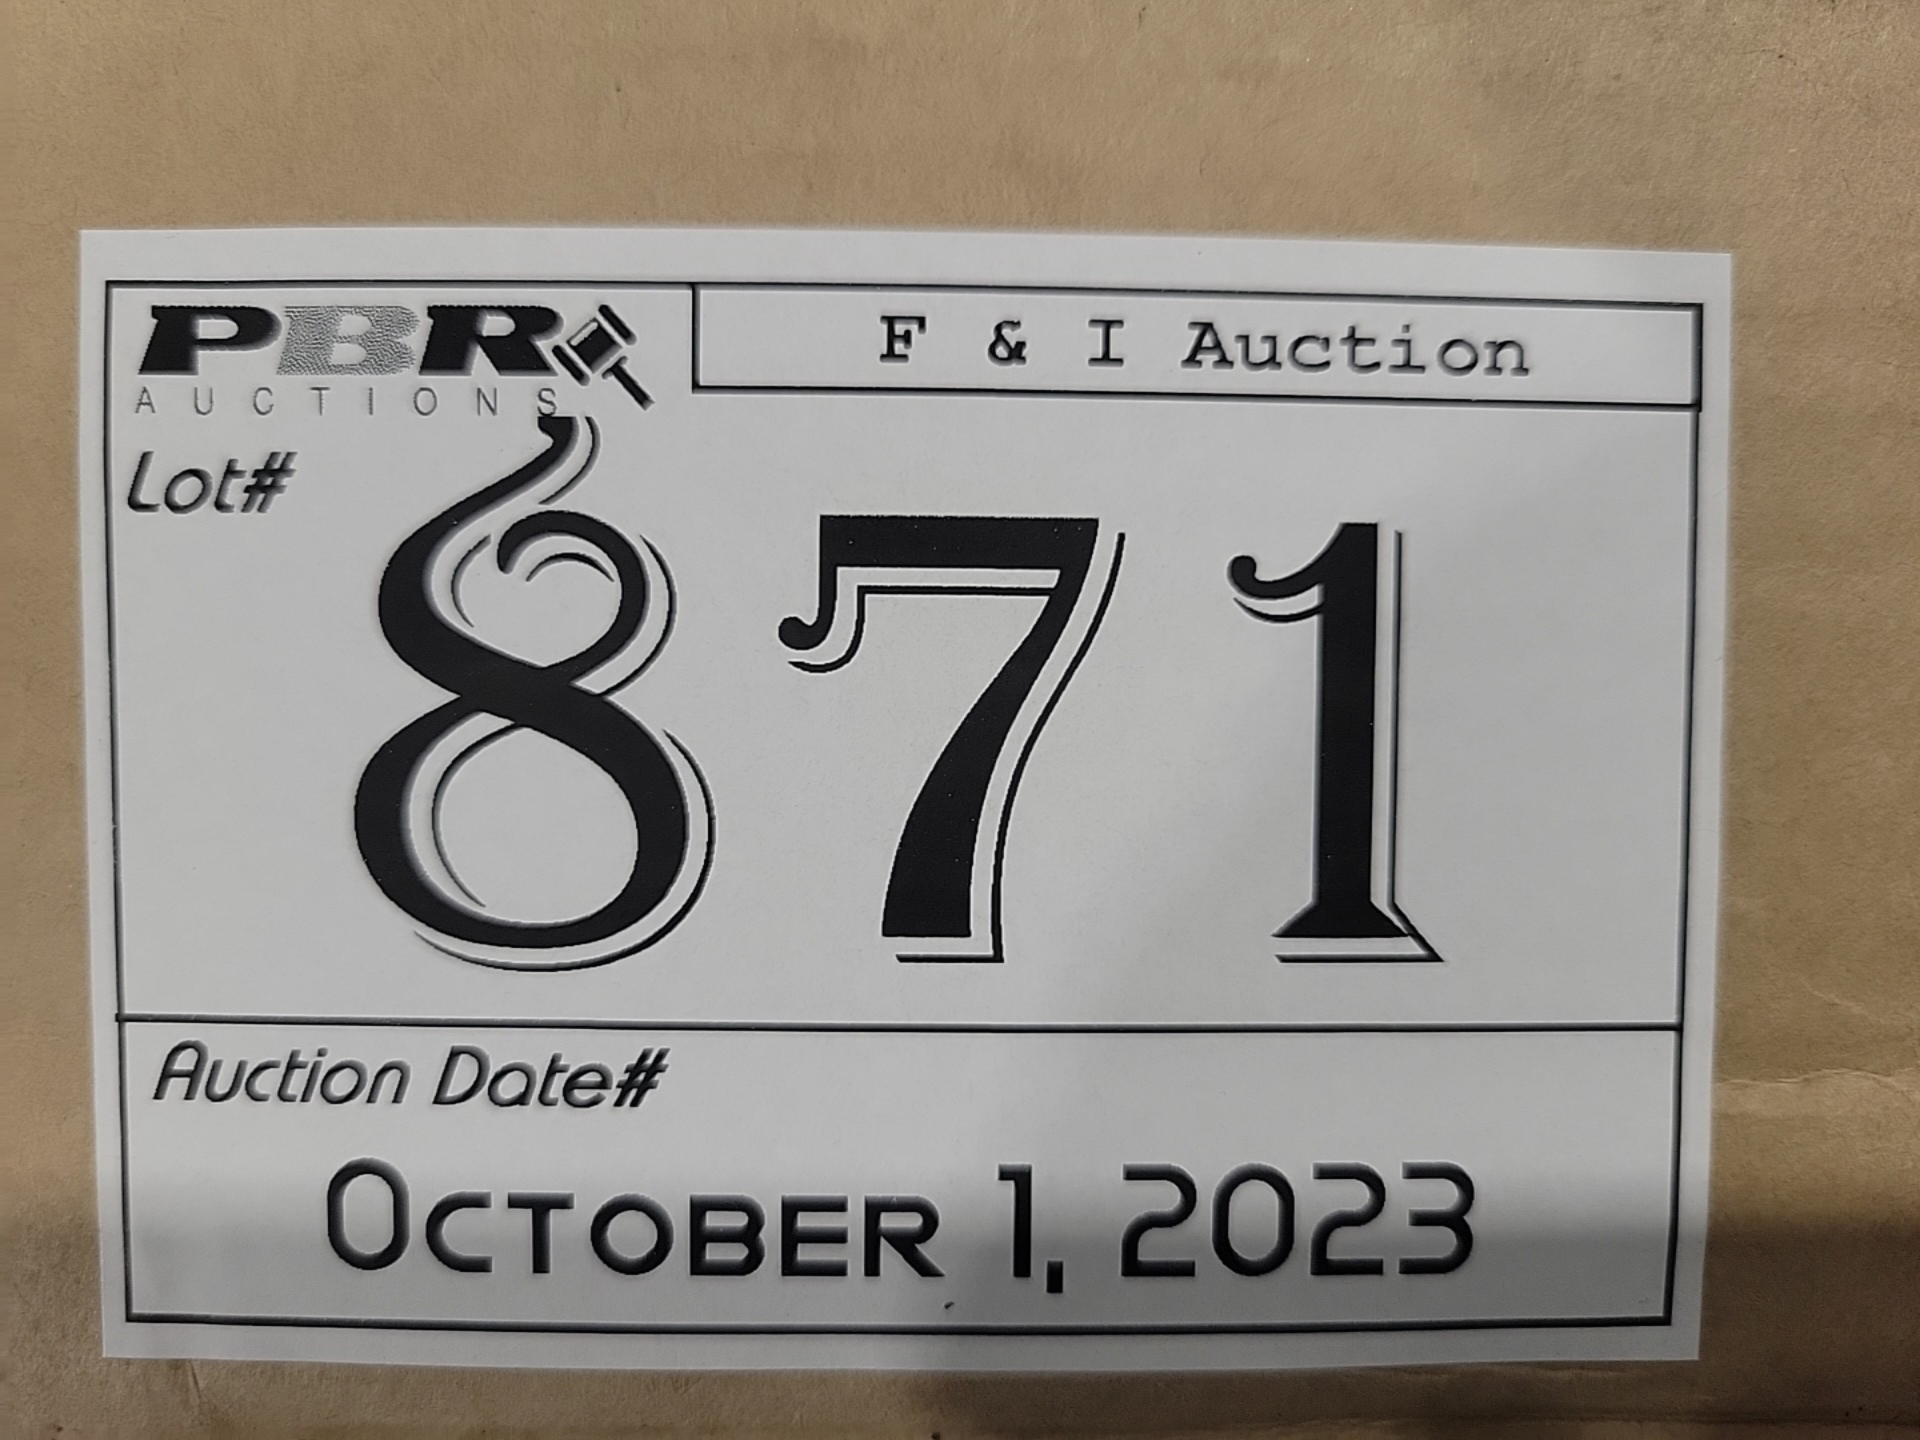 PBR
AUCTIONS
F & I Auction
Lot#
871
Auction Date#
OCTOBER 1, 2023